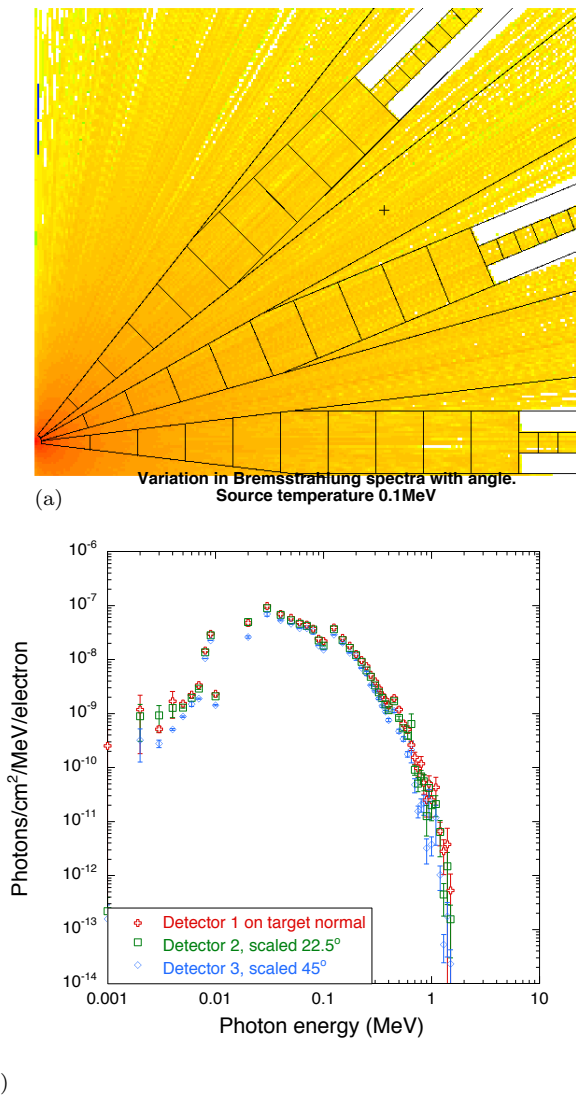 (a)
Variation in Bremsstrahlung spectra with angle.
Source temperature 0.1MeV
10^-6
10^-7
10^-8
10^-9
10^-10
10^-11
10^-12
10^-13
10^-14
Photons/cm^2/MeV/electron
Detector 1 on target normal
Detector 2, scaled 22.5°
Detector 3, scaled 45°
0.001 0.01 0.1 1 10
Photon energy (MeV)
)